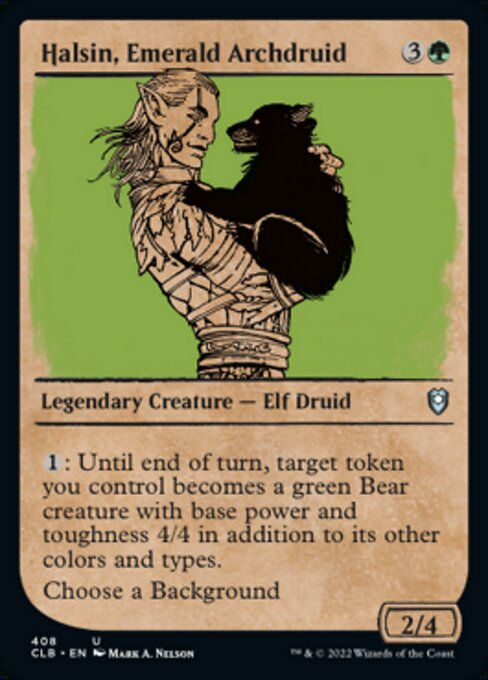 Halsin, Emerald Archdruid 3
Legendary Creature — Elf Druid
1 : Until end of turn, target token
you control becomes a green Bear
creature with base power and
toughness 4/4 in addition to its other
colors and types.
Choose a Background
2/4
408 U
CLB • EN Mark A. Nelson
™ & © 2022 Wizards of the Coast